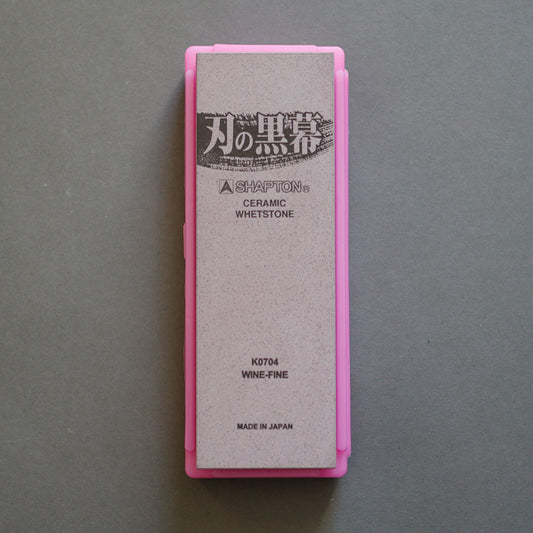 刃の黒幕
SHAPTON®
CERAMIC
WHETSTONE
K0704
WINE-FINE
MADE IN JAPAN